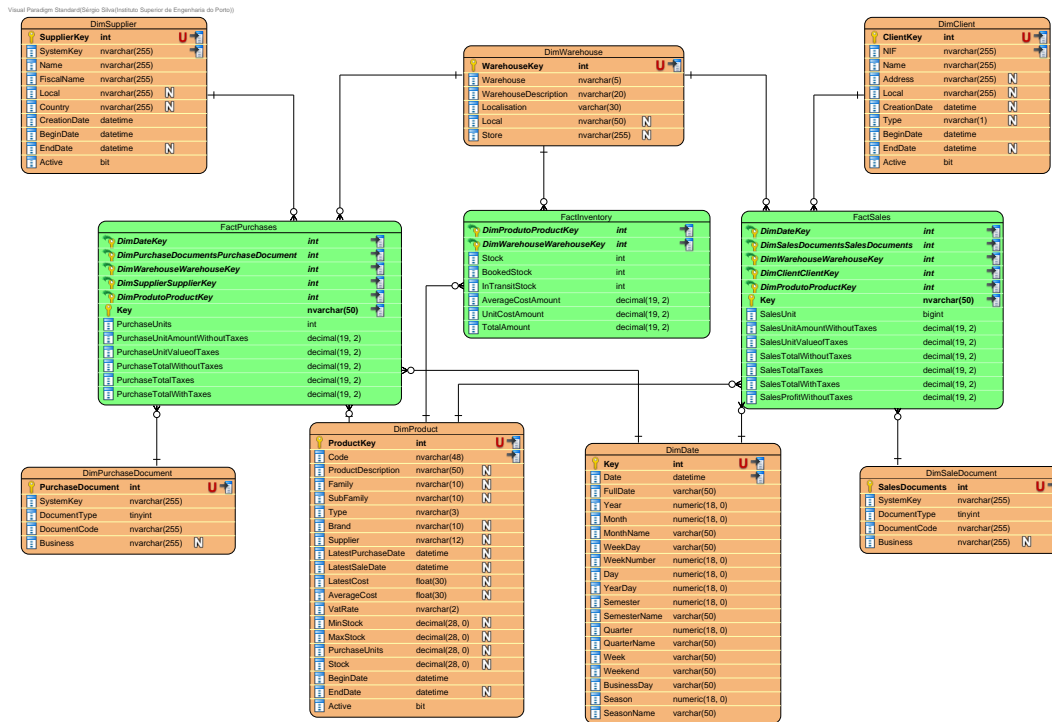 Visual Paradigm Standard(Sérgio Silva(Instituto Superior de Engenharia do Porto))
DimSupplier
SupplierKey int U
SystemKey nvarchar(255)
Name nvarchar(255)
FiscalName nvarchar(255)
Local nvarchar(255) N
Country nvarchar(255) N
CreationDate datetime
BeginDate datetime
EndDate datetime N
Active bit
DimWarehouse
WarehouseKey int U
Warehouse nvarchar(5)
WarehouseDescription nvarchar(20)
Localisation varchar(30)
Local nvarchar(50) N
Store nvarchar(255) N
DimClient
ClientKey int U
NIF nvarchar(255)
Name nvarchar(255)
Address nvarchar(255) N
Local nvarchar(255) N
CreationDate datetime N
Type nvarchar(1) N
BeginDate datetime
EndDate datetime N
Active bit
FactPurchases
DimDateKey int
DimPurchaseDocumentsPurchaseDocument int
DimWarehouseWarehouseKey int
DimSupplierSupplierKey int
DimProdutoProductKey int
Key nvarchar(50)
PurchaseUnits int
PurchaseUnitAmountWithoutTaxes decimal(19, 2)
PurchaseUnitValueofTaxes decimal(19, 2)
PurchaseTotalWithoutTaxes decimal(19, 2)
PurchaseTotalTaxes decimal(19, 2)
PurchaseTotalWithTaxes decimal(19, 2)
FactInventory
DimProdutoProductKey int
DimWarehouseWarehouseKey int
Stock int
BookedStock int
InTransitStock int
AverageCostAmount decimal(19, 2)
UnitCostAmount decimal(19, 2)
TotalAmount decimal(19, 2)
FactSales
DimDateKey int
DimSalesDocumentsSalesDocuments int
DimWarehouseWarehouseKey int
DimClientClientKey int
DimProdutoProductKey int
Key nvarchar(50)
SalesUnit bigint
SalesUnitAmountWithoutTaxes decimal(19, 2)
SalesUnitValueofTaxes decimal(19, 2)
SalesTotalWithoutTaxes decimal(19, 2)
SalesTotalTaxes decimal(19, 2)
SalesTotalWithTaxes decimal(19, 2)
SalesProfitWithoutTaxes decimal(19, 2)
DimPurchaseDocument
PurchaseDocument int U
SystemKey nvarchar(255)
DocumentType tinyint
DocumentCode nvarchar(255)
Business nvarchar(255) N
DimProduct
ProductKey int U
Code nvarchar(48)
ProductDescription nvarchar(50) N
Family nvarchar(10) N
SubFamily nvarchar(10) N
Type nvarchar(3)
Brand nvarchar(10) N
Supplier nvarchar(12) N
LatestPurchaseDate datetime N
LatestSaleDate datetime N
LatestCost float(30) N
AverageCost float(30) N
VatRate nvarchar(2)
MinStock decimal(28, 0) N
MaxStock decimal(28, 0) N
PurchaseUnits decimal(28, 0) N
Stock decimal(28, 0) N
BeginDate datetime
EndDate datetime N
Active bit
DimDate
Key int U
Date datetime
FullDate varchar(50)
Year numeric(18, 0)
Month numeric(18, 0)
MonthName varchar(50)
WeekDay varchar(50)
WeekNumber numeric(18, 0)
Day numeric(18, 0)
YearDay numeric(18, 0)
Semester numeric(18, 0)
SemesterName varchar(50)
Quarter numeric(18, 0)
QuarterName varchar(50)
Week varchar(50)
Weekend varchar(50)
BusinessDay varchar(50)
Season numeric(18, 0)
SeasonName varchar(50)
DimSaleDocument
SalesDocuments int U
SystemKey nvarchar(255)
DocumentType tinyint
DocumentCode nvarchar(255)
Business nvarchar(255) N